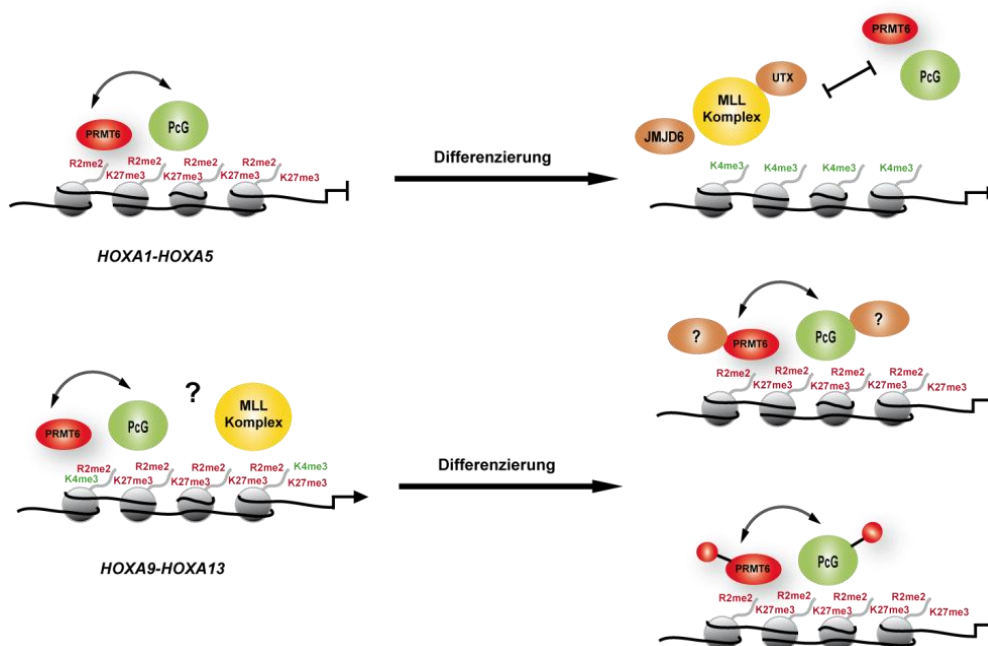 PRMT6
PcG
R2me2 R2me2 R2me2 R2me2
K27me3 K27me3 K27me3 K27me3
HOXA1-HOXA5
Differenzierung
PRMT6
PcG
UTX
MLL
Komplex
JMJD6
K4me3 K4me3 K4me3 K4me3
PRMT6
PcG
?
MLL
Komplex
R2me2 R2me2 R2me2 R2me2 K4me3
K4me3 K27me3 K27me3 K27me3 K27me3
HOXA9-HOXA13
Differenzierung
?
PRMT6
PcG
?
R2me2 R2me2 R2me2 R2me2
K27me3 K27me3 K27me3 K27me3
PRMT6
PcG
R2me2 R2me2 R2me2 R2me2
K27me3 K27me3 K27me3 K27me3